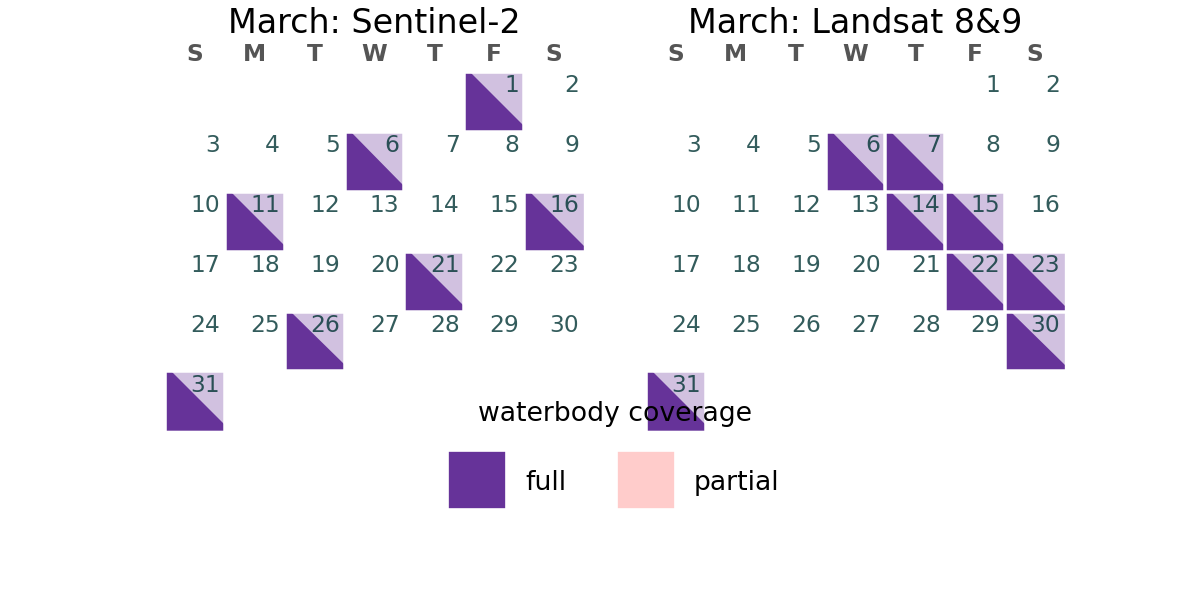 March: Sentinel-2
S M T W T F S
1 2
3 4 5 6 7 8 9
10 11 12 13 14 15 16
17 18 19 20 21 22 23
24 25 26 27 28 29 30
31
March: Landsat 8&9
S M T W T F S
1 2
3 4 5 6 7 8 9
10 11 12 13 14 15 16
17 18 19 20 21 22 23
24 25 26 27 28 29 30
31
waterbody coverage
full partial